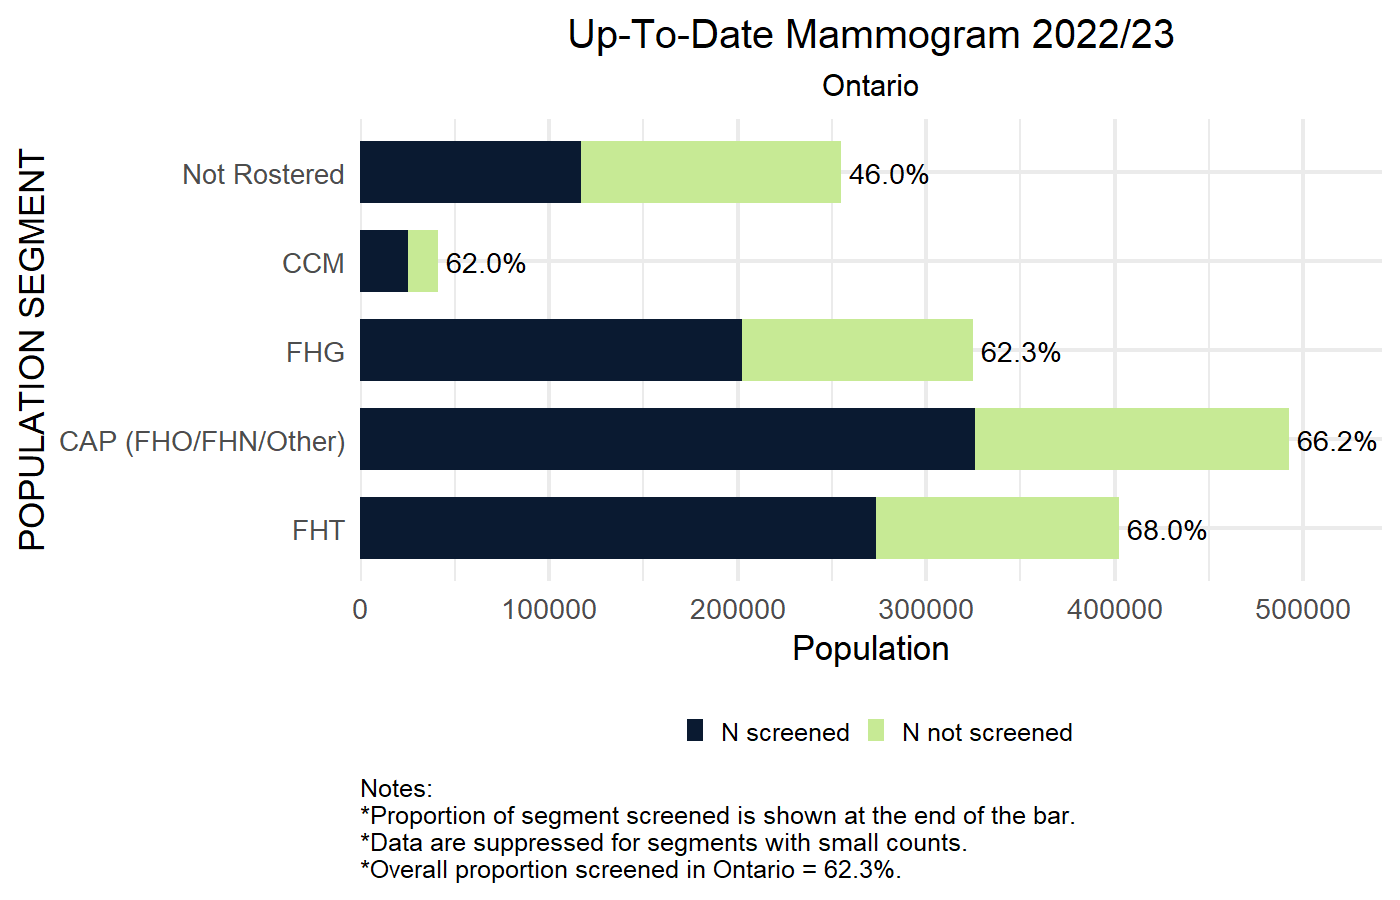 Up-To-Date Mammogram 2022/23
Ontario
POPULATION SEGMENT
Not Rostered 46.0%
CCM 62.0%
FHG 62.3%
CAP (FHO/FHN/Other) 66.2%
FHT 68.0%
0 100000 200000 300000 400000 500000
Population
N screened N not screened
Notes:
*Proportion of segment screened is shown at the end of the bar.
*Data are suppressed for segments with small counts.
*Overall proportion screened in Ontario = 62.3%.